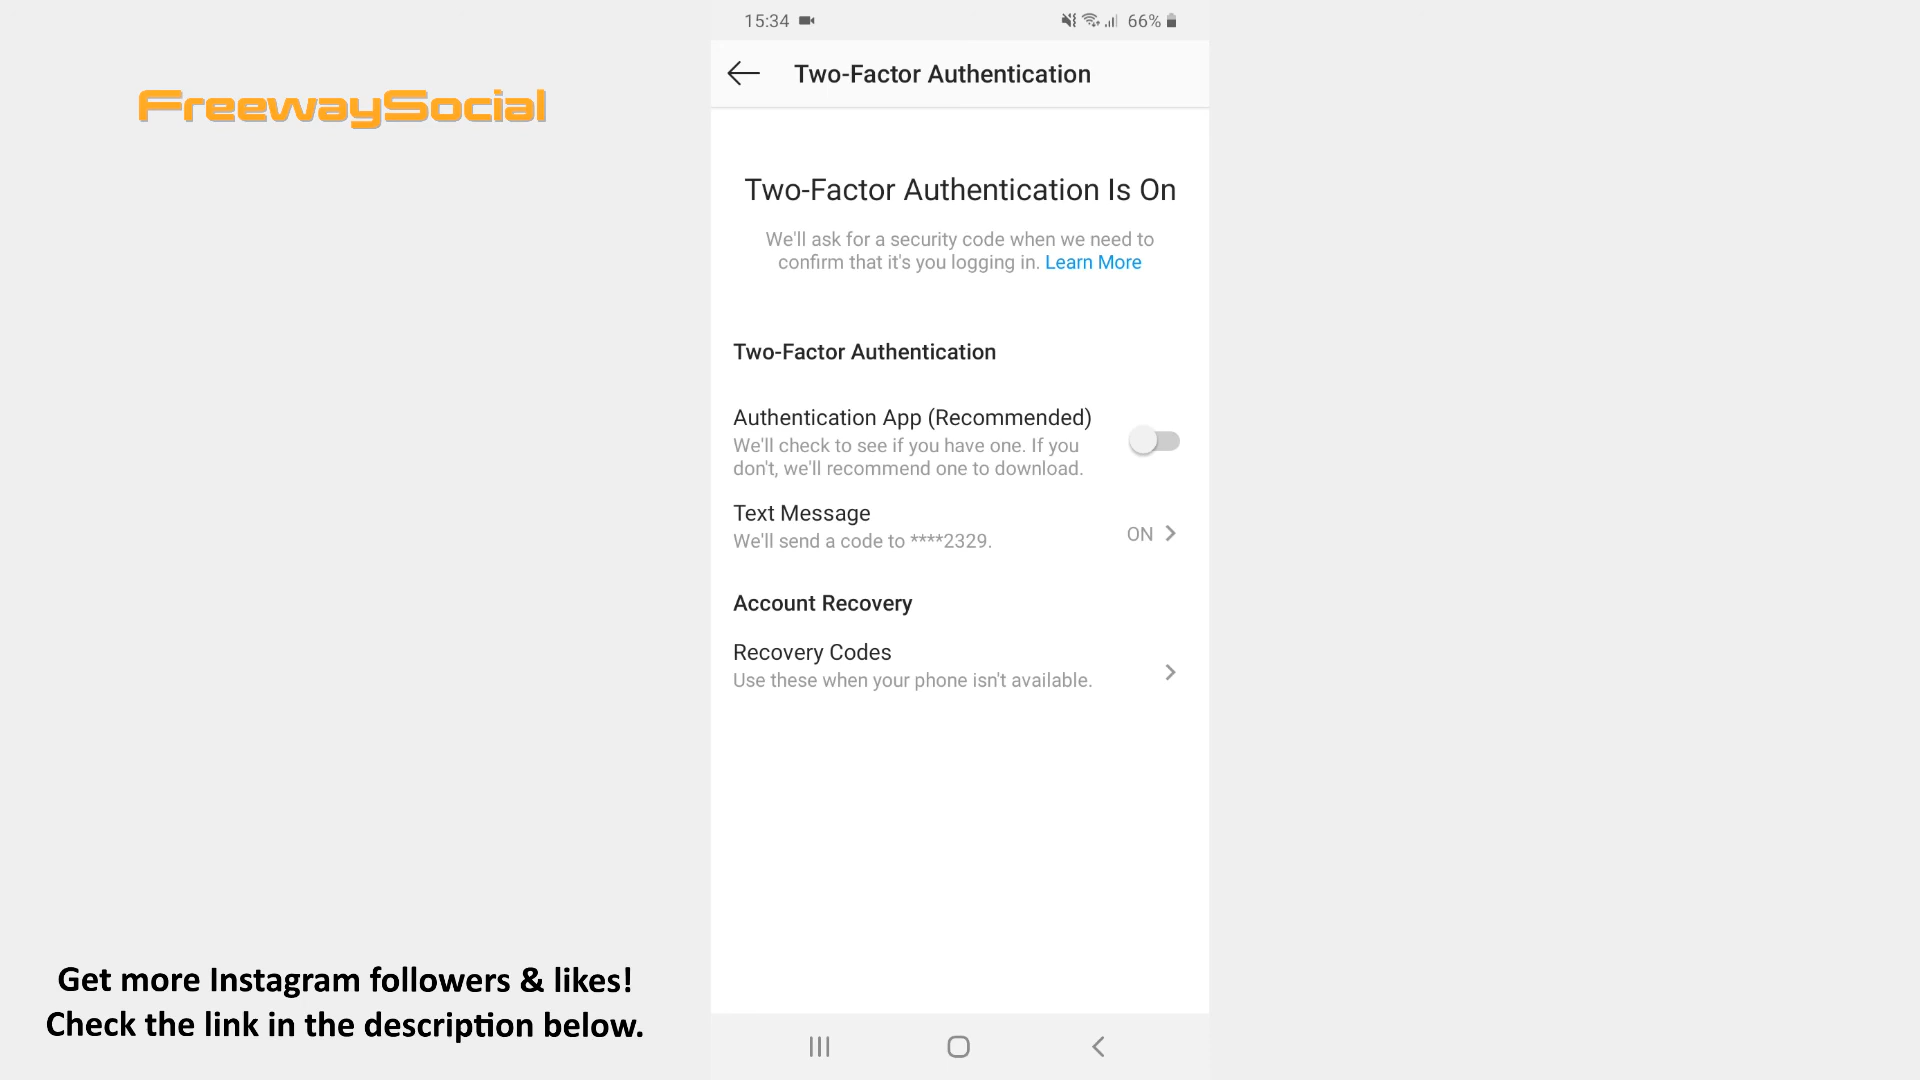 15:34
66%
FreewaySocial
Two-Factor Authentication
Two-Factor Authentication Is On
We'll ask for a security code when we need to
confirm that it's you logging in. Learn More
Two-Factor Authentication
Authentication App (Recommended)
We'll check to see if you have one. If you
don't, we'll recommend one to download.
Text Message
We'll send a code to ****2329.
ON
Account Recovery
Recovery Codes
Use these when your phone isn't available.
Get more Instagram followers & likes!
Check the link in the description below.